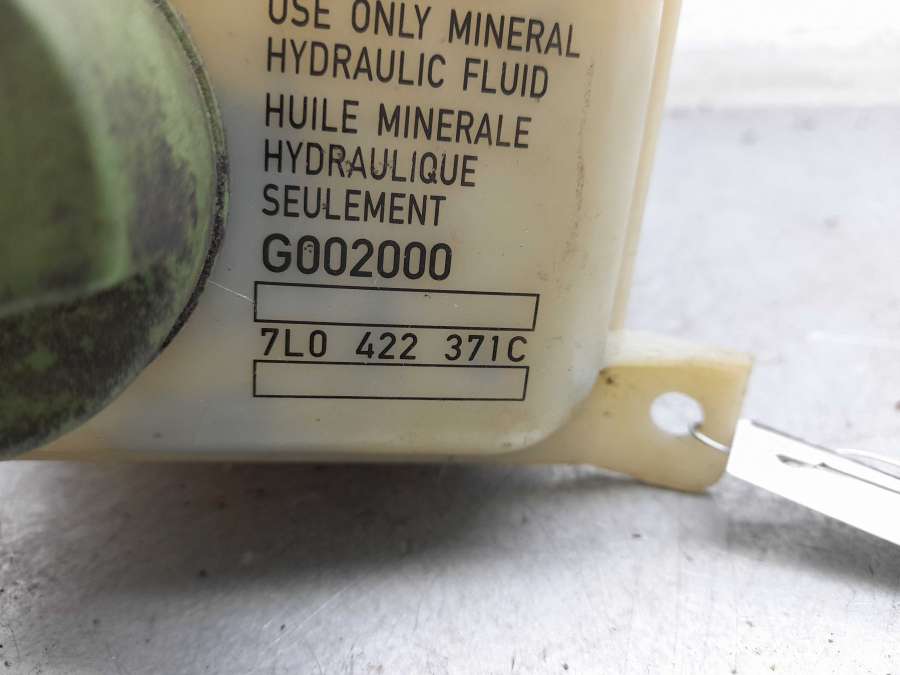 USE ONLY MINERAL
HYDRAULIC FLUID
HUILE MINERALE
HYDRAULIQUE
SEULEMENT
G002000
7L0 422 371C